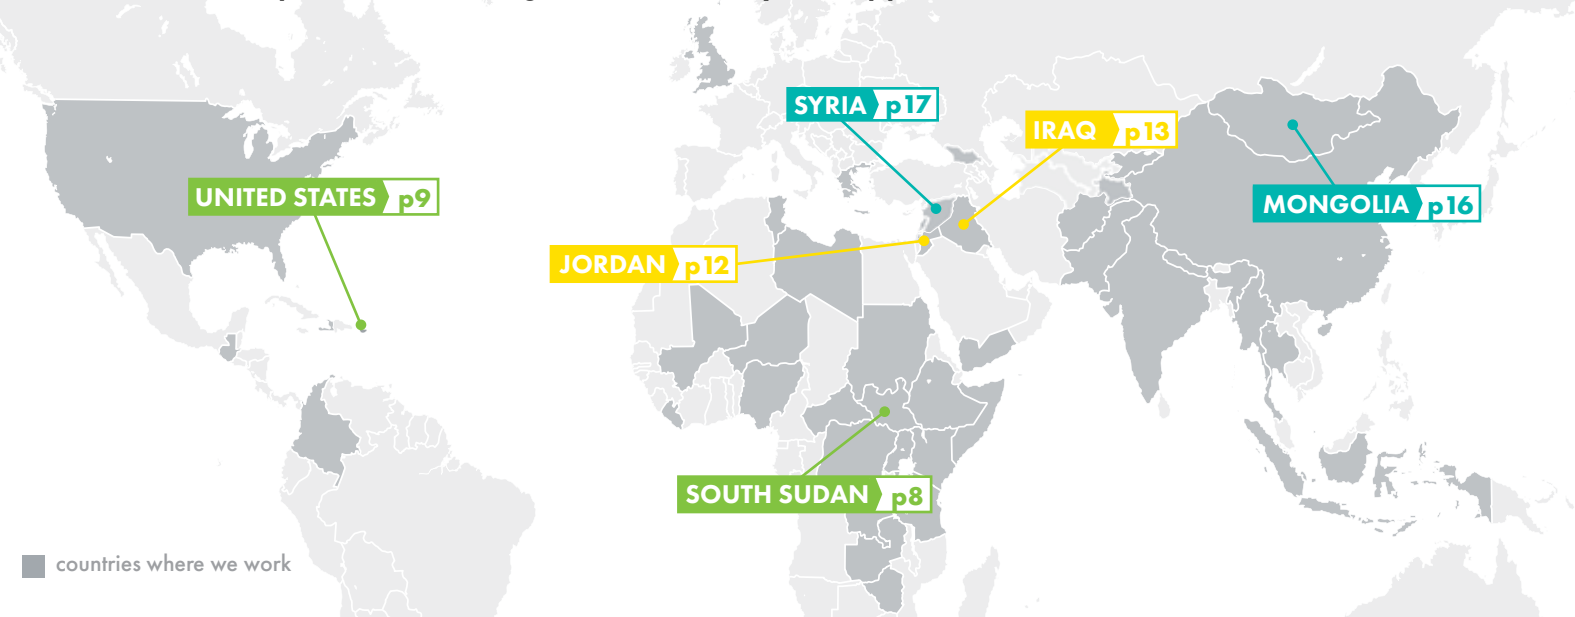 SYRIA p17
IRAQ p13
UNITED STATES p9
MONGOLIA p16
JORDAN p12
SOUTH SUDAN p8
countries where we work